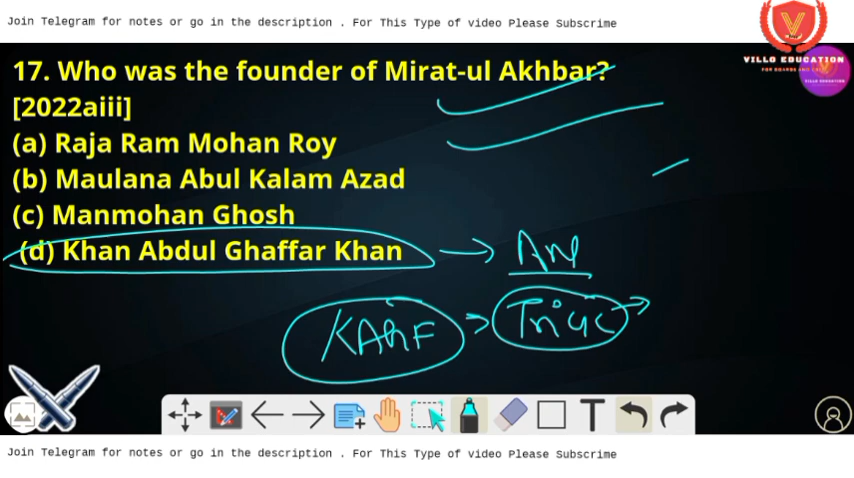 Join Telegram for notes or go in the description . For This Type of video Please Subscrime
VILLO EDUCATION
17. Who was the founder of Mirat-ul Akhbar?
[2022aiii]
(a) Raja Ram Mohan Roy
(b) Maulana Abul Kalam Azad
(c) Manmohan Ghosh
(d) Khan Abdul Ghaffar Khan
T
Join Telegram for notes or go in the description . For This Type of video Please Subscrime